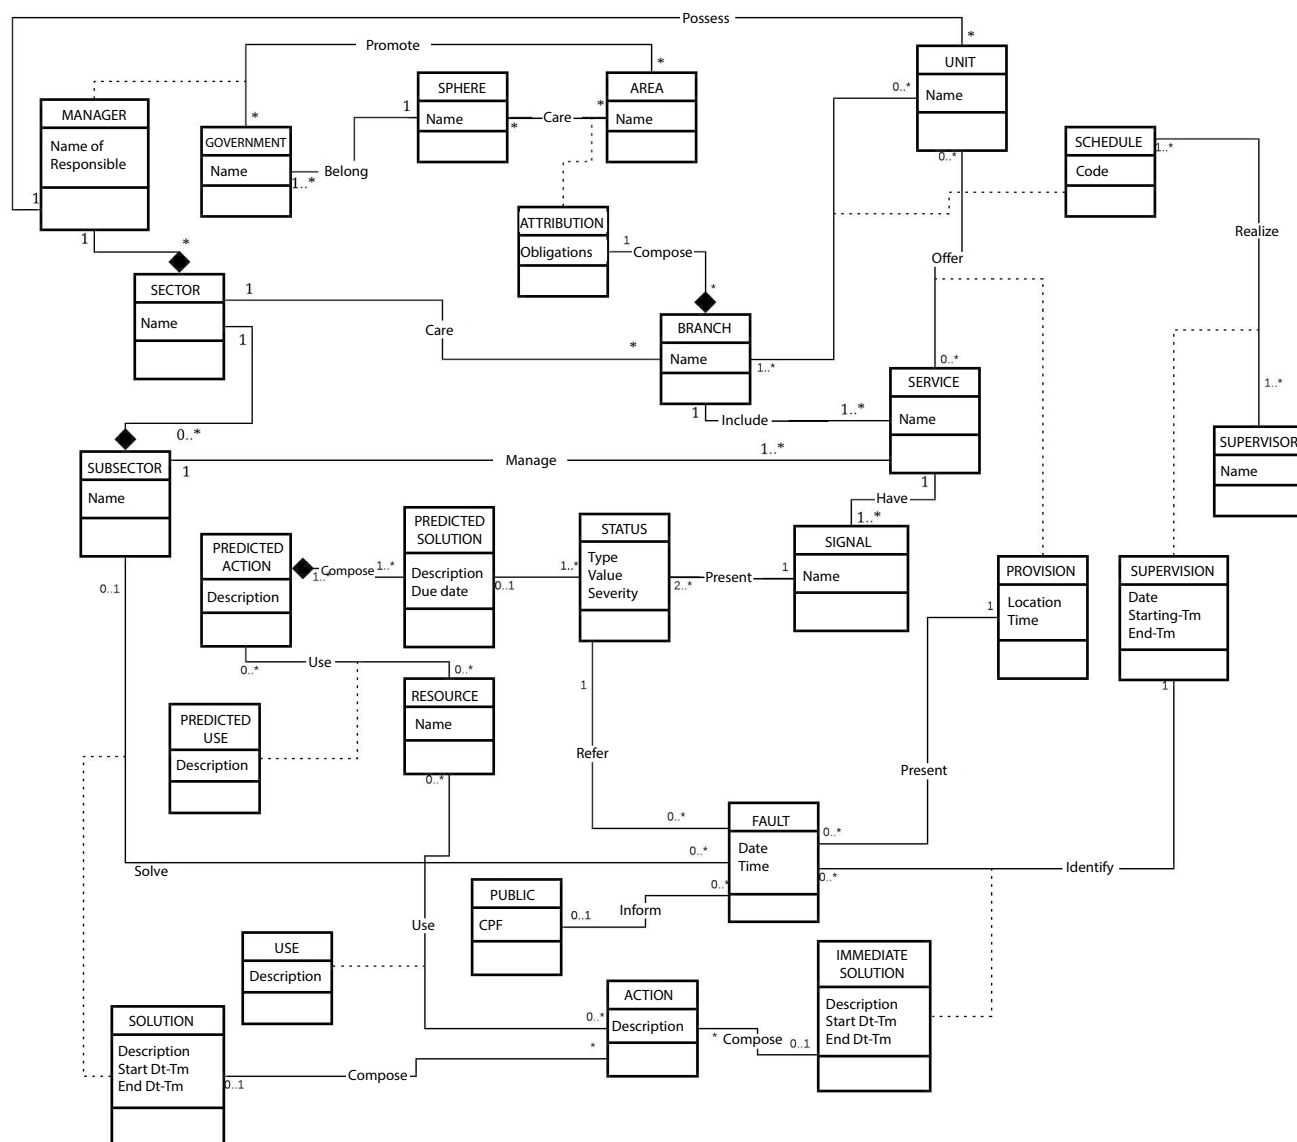 Possess
*
Promote
*
UNIT
Name
0..*
0..*
SPHERE
Name
1
*
Care
*
AREA
Name
MANAGER
Name of
Responsible
1
1
*
GOVERNMENT
Name
1..*
Belong
SCHEDULE
Code
1..*
Realize
ATTRIBUTION
Obligations
1
Compose
*
Offer
*
SECTOR
Name
1
1
Care
*
BRANCH
Name
1..*
1
Include
1..*
0..*
SERVICE
Name
1
1..*
SUPERVISOR
Name
0..*
SUBSECTOR
Name
1
Manage
1..*
0..1
Have
1..*
SIGNAL
Name
1
Present
2..*
STATUS
Type
Value
Severity
1..*
1
PREDICTED
SOLUTION
Description
Due date
0..1
1..*
Compose
1..
PREDICTED
ACTION
Description
0..*
Use
0..*
PROVISION
Location
Time
1
SUPERVISION
Date
Starting-Tm
End-Tm
1
RESOURCE
Name
0..*
PREDICTED
USE
Description
Refer
Present
0..*
FAULT
Date
Time
0..*
0..*
0..*
0..*
Identify
Solve
PUBLIC
CPF
0..1
Inform
Use
USE
Description
IMMEDIATE
SOLUTION
Description
Start Dt-Tm
End Dt-Tm
0..1
ACTION
Description
0..*
*
*
Compose
SOLUTION
Description
Start Dt-Tm
End Dt-Tm
0..1
Compose